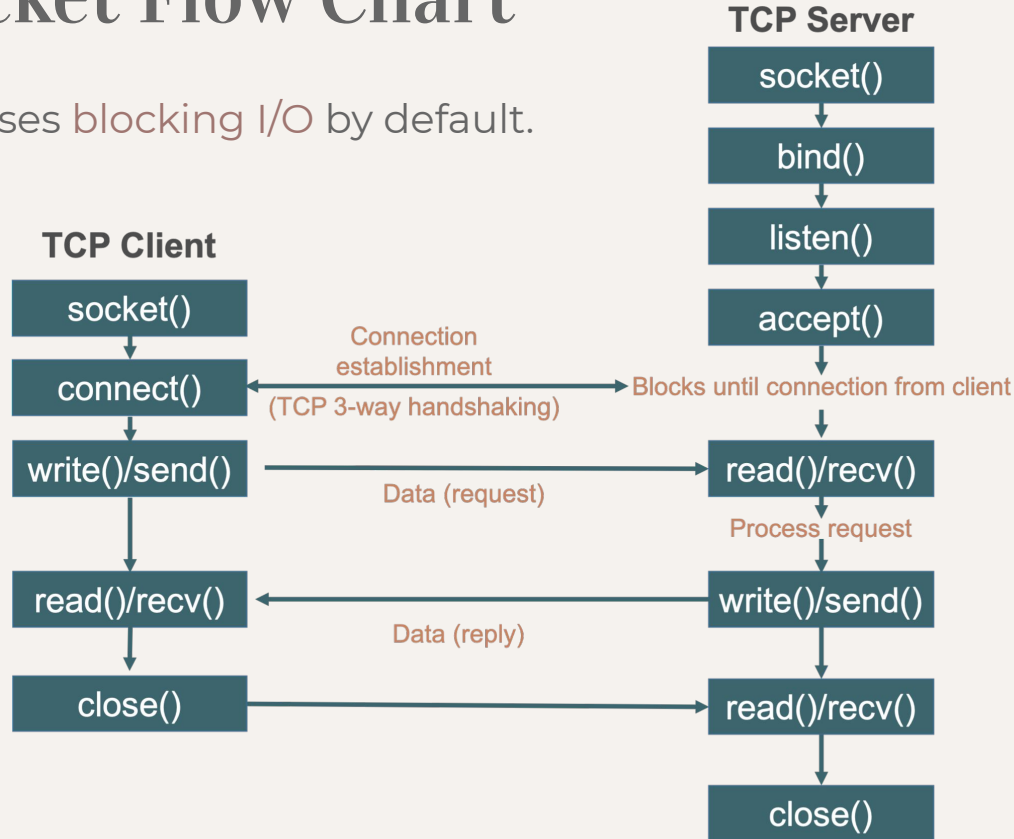 Flow Chart
blocking I/O by default.
TCP Client
socket()
connect()
write()/send()
read()/recv()
close()
Connection
establishment
(TCP 3-way handshaking)
Data (request)
Data (reply)
TCP Server
socket()
bind()
listen()
accept()
Blocks until connection from client
read()/recv()
Process request
write()/send()
read()/recv()
close()